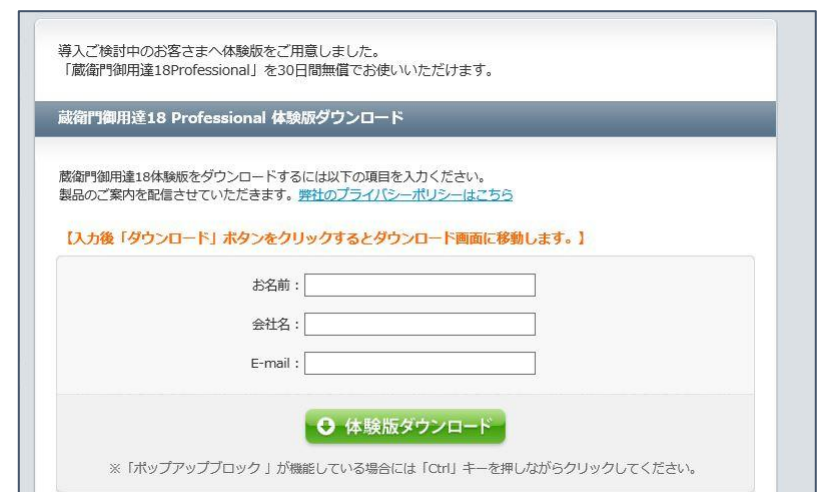 導入ご検討中のお客さまへ体験版をご用意しました。
「蔵衛門御用達18Professional」を30日間無償でお使いいただけます。
蔵衛門御用達18 Professional 体験版ダウンロード
蔵衛門御用達18体験版をダウンロードするには以下の項目を入力ください。
製品のご案内を配信させていただきます。弊社のプライバシーポリシーはこちら
【入力後「ダウンロード」ボタンをクリックするとダウンロード画面に移動します。】
お名前：
会社名：
E-mail：
体験版ダウンロード
※「ポップアップブロック」が機能している場合には「Ctrl」キーを押しながらクリックしてください。